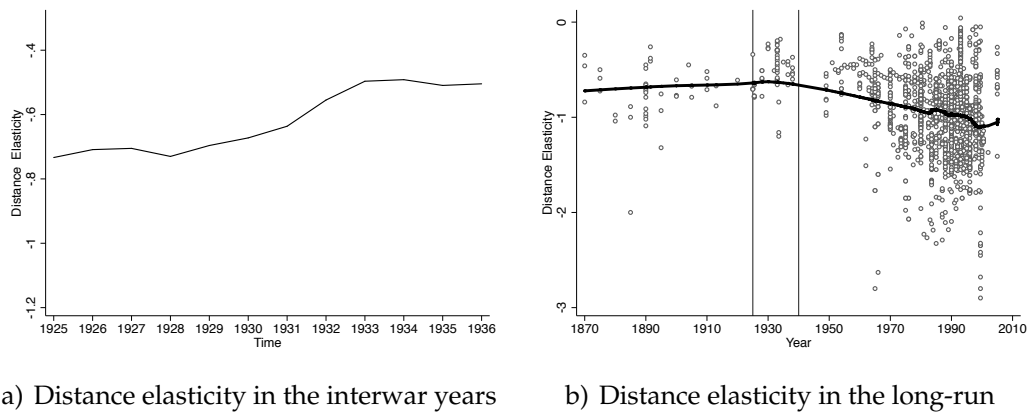 -.4
-.6
-.8
-1
-1.2
Distance Elasticity
1925 1926 1927 1928 1929 1930 1931 1932 1933 1934 1935 1936
Time
0
-1
-2
-3
Distance Elasticity
1870 1890 1910 1930 1950 1970 1990 2010
Year
a) Distance elasticity in the interwar years
b) Distance elasticity in the long-run